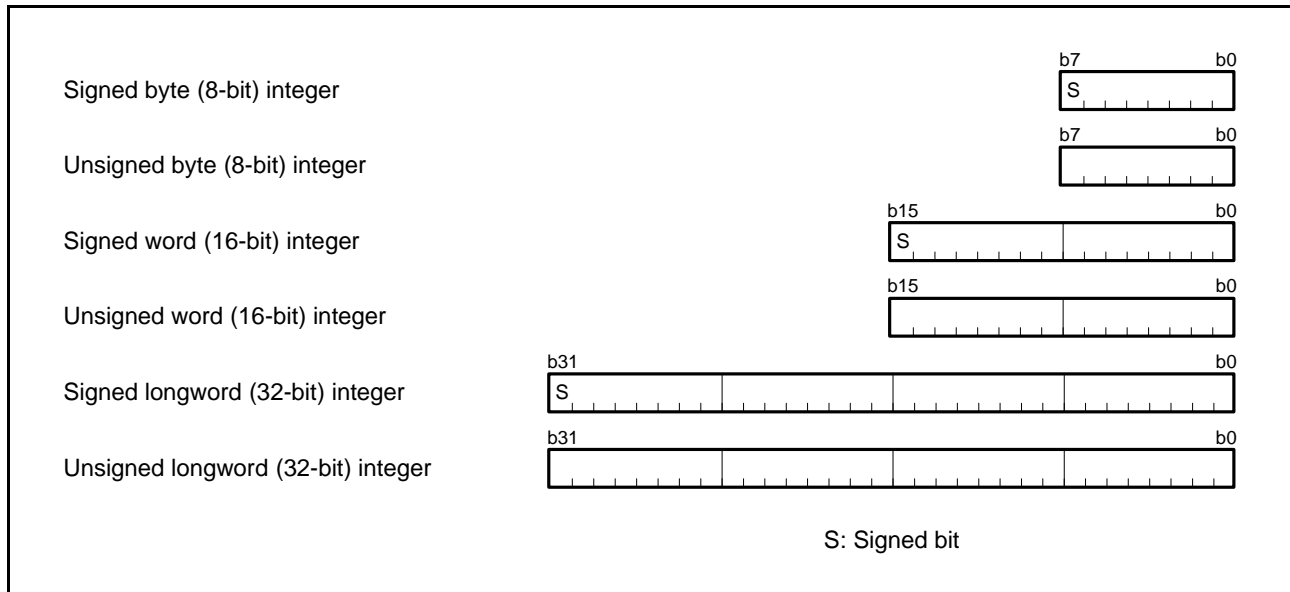 b7 b0
Signed byte (8-bit) integer
S
b7 b0
Unsigned byte (8-bit) integer
b15 b0
Signed word (16-bit) integer
S
b15 b0
Unsigned word (16-bit) integer
b31 b0
Signed longword (32-bit) integer
S
b31 b0
Unsigned longword (32-bit) integer
S: Signed bit